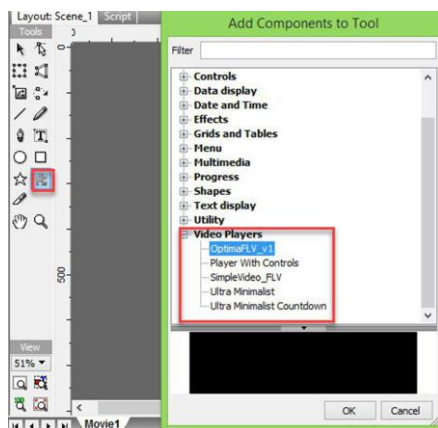 Layout: Scene_1 Script
Tools
Add Components to Tool
Filter
Controls
Data display
Date and Time
Effects
Grids and Tables
Menu
Multimedia
Progress
Shapes
Text display
Utility
Video Players
OptimaFLV_v1
Player With Controls
SimpleVideo_FLV
Ultra Minimalist
Ultra Minimalist Countdown
500
View
51%
OK Cancel
Movie1